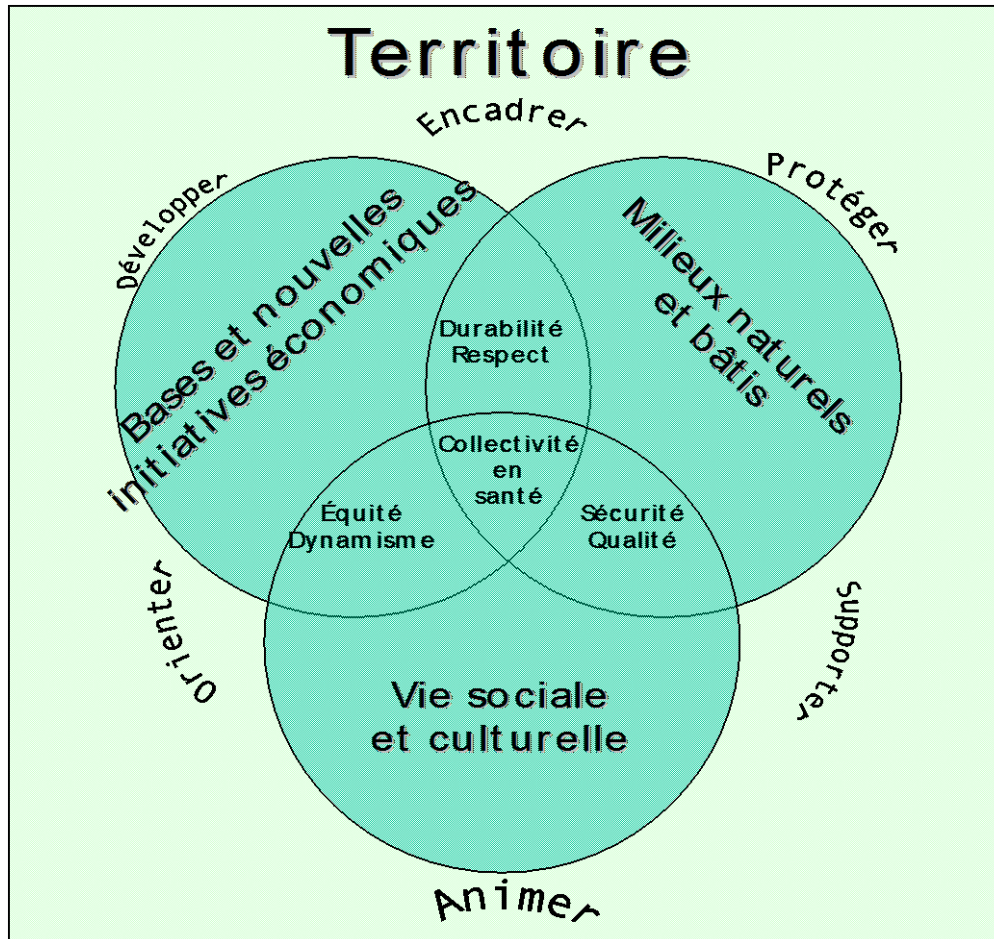 Territoire
Encadrer
Développer
Protéger
Bases et nouvelles
initiatives économiques
Milieux naturels
et bâtis
Durabilité
Respect
Collectivité
en
santé
Équité
Dynamisme
Sécurité
Qualité
Orienter
Supporter
Vie sociale
et culturelle
Animer